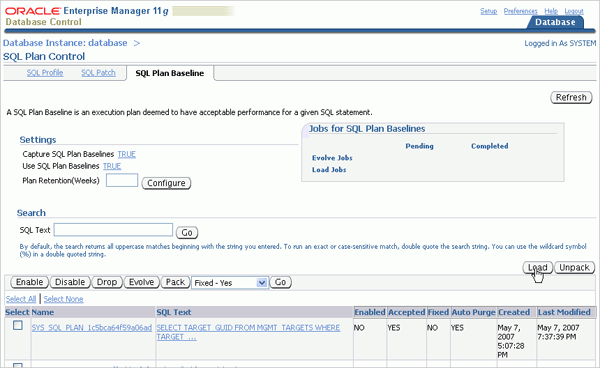 ORACLE Enterprise Manager 11g
Database Control
Setup Preferences Help Logout
Database
Database Instance: database >
Logged in As SYSTEM
SQL Plan Control
SQL Profile SQL Patch SQL Plan Baseline
Refresh
A SQL Plan Baseline is an execution plan deemed to have acceptable performance for a given SQL statement.
Settings
Capture SQL Plan Baselines TRUE
Use SQL Plan Baselines TRUE
Plan Retention(Weeks) Configure
Jobs for SQL Plan Baselines
Pending Completed
Evolve Jobs
Load Jobs
Search
SQL Text Go
By default, the search returns all uppercase matches beginning with the string you entered. To run an exact or case-sensitive match, double quote the search string. You can use the wildcard symbol
(%) in a double quoted string.
Load Unpack
Enable Disable Drop Evolve Pack Fixed - Yes Go
Select All | Select None
Select Name SQL Text Enabled Accepted Fixed Auto Purge Created Last Modified
SYS_SQL_PLAN_1c5bca64f59a06ad SELECT TARGET_GUID FROM MGMT_TARGETS WHERE NO YES NO YES May 7, May 7, 2007
TARGET_... 2007 7:37:39 PM
5:07:28
PM